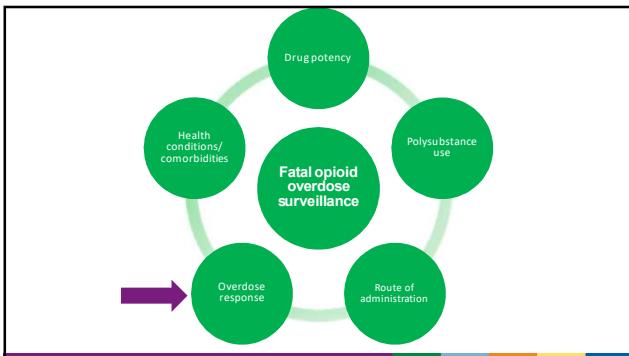 Drug potency
Health
conditions/
comorbidities
Polysubstance
use
Fatal opioid
overdose
surveillance
Overdose
response
Route of
administration